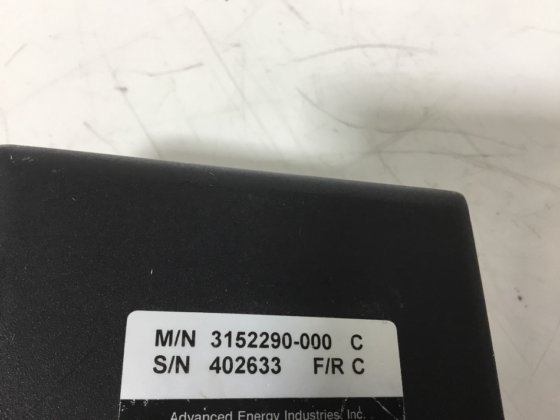 M/N 3152290-000 C
S/N 402633 F/R C
Advanced Energy Industries, Inc.